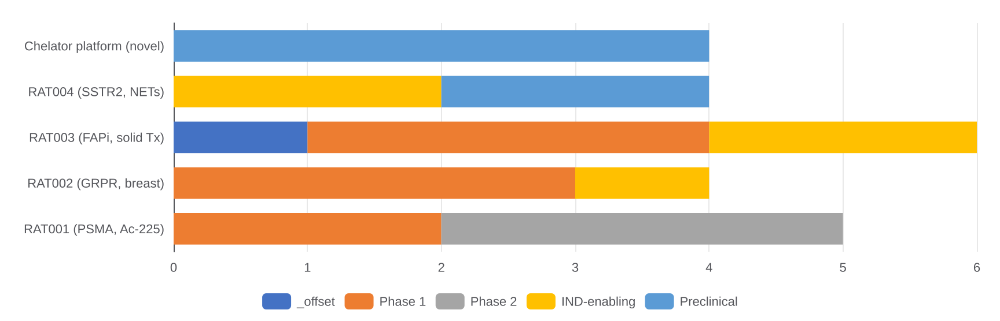 Chelator platform (novel)
RAT004 (SSTR2, NETs)
RAT003 (FAPi, solid Tx)
RAT002 (GRPR, breast)
RAT001 (PSMA, Ac-225)
0 1 2 3 4 5 6
_offset Phase 1 Phase 2 IND-enabling Preclinical